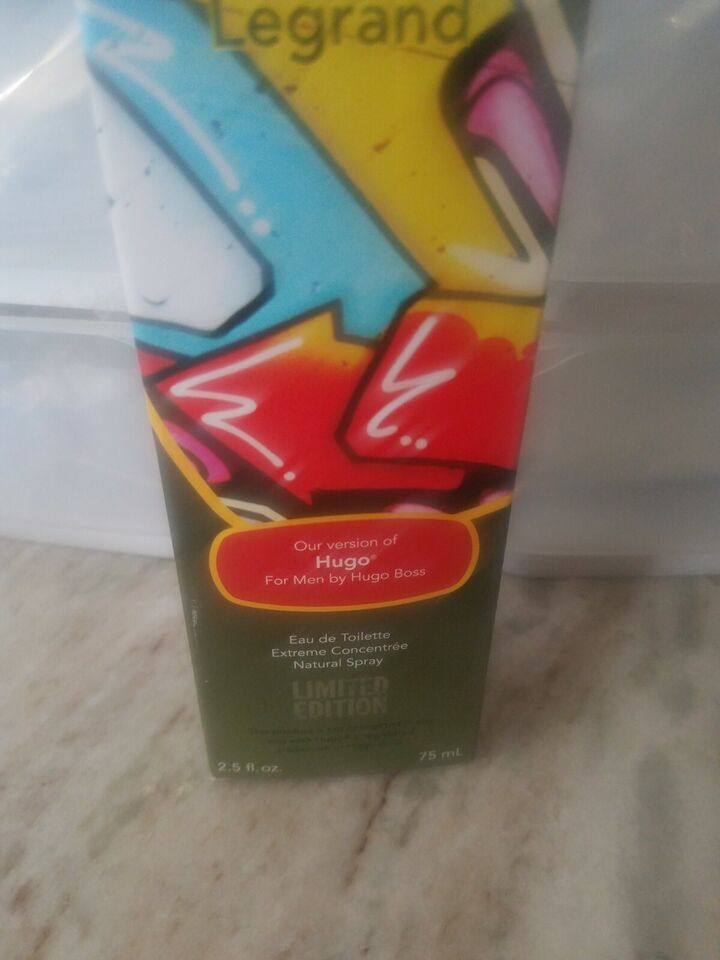 Legrand
Our version of
Hugo®
For Men by Hugo Boss
Eau de Toilette
Extreme Concentrée
Natural Spray
LIMITED
EDITION
2.5 fl. oz.
75 mL